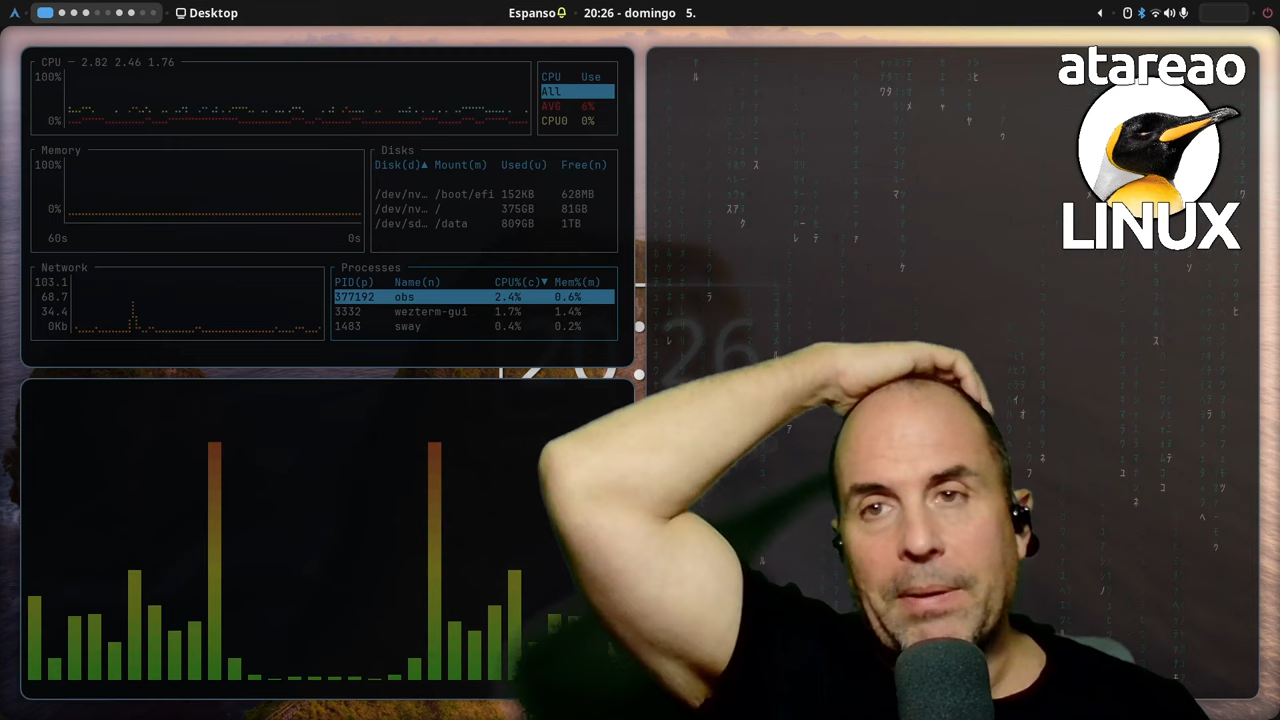 Desktop
Espanso
20:26 - domingo 5.
atareao
LINUX
CPU — 2.82 2.46 1.76
100%
0%
CPU Use
All
AVG 6%
CPU0 0%
Memory
100%
0%
60s 0s
Disks
Disk(d)▲ Mount(m) Used(u) Free(n)
/dev/nv… /boot/efi 152KB 628MB
/dev/nv… / 375GB 81GB
/dev/sd… /data 809GB 1TB
Network
103.1
68.7
34.4
0Kb
Processes
PID(p) Name(n) CPU%(c)▼ Mem%(m)
377192 obs 2.4% 0.6%
3332 wezterm-gui 1.7% 1.4%
1483 sway 0.4% 0.2%
20:26